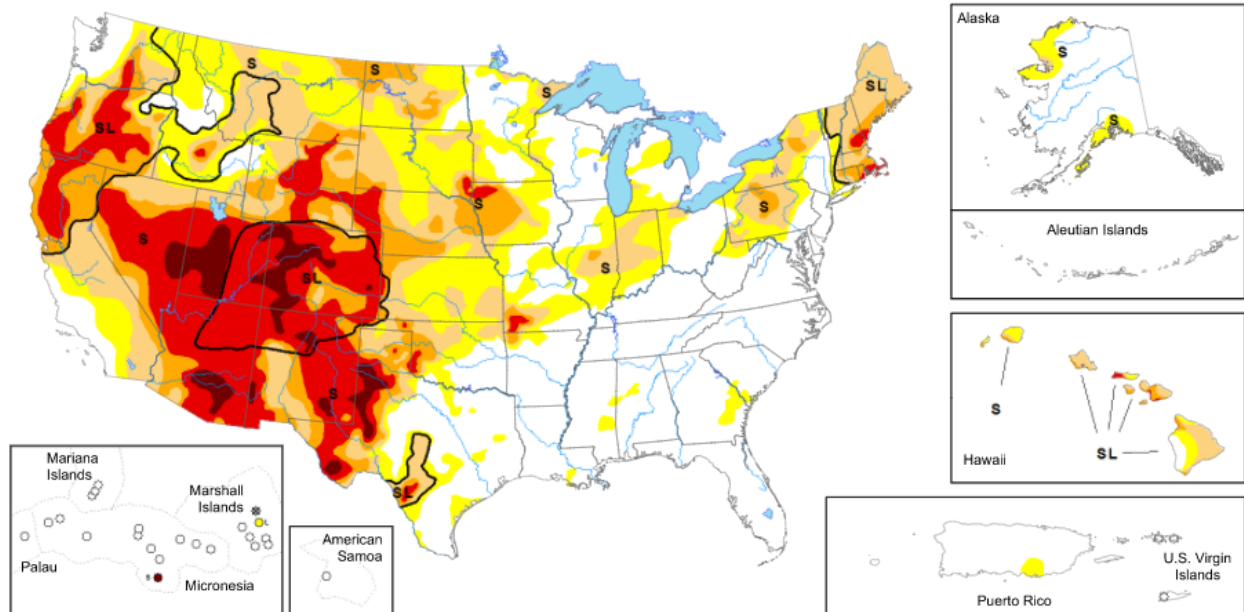 S
S
SL
S
SL
S
S
S
S
SL
S
SL
S
Alaska
S
S
Aleutian Islands
S
SL
Hawaii
Mariana
Islands
Marshall
Islands
L
Palau
S
Micronesia
American
Samoa
U.S. Virgin
Islands
Puerto Rico